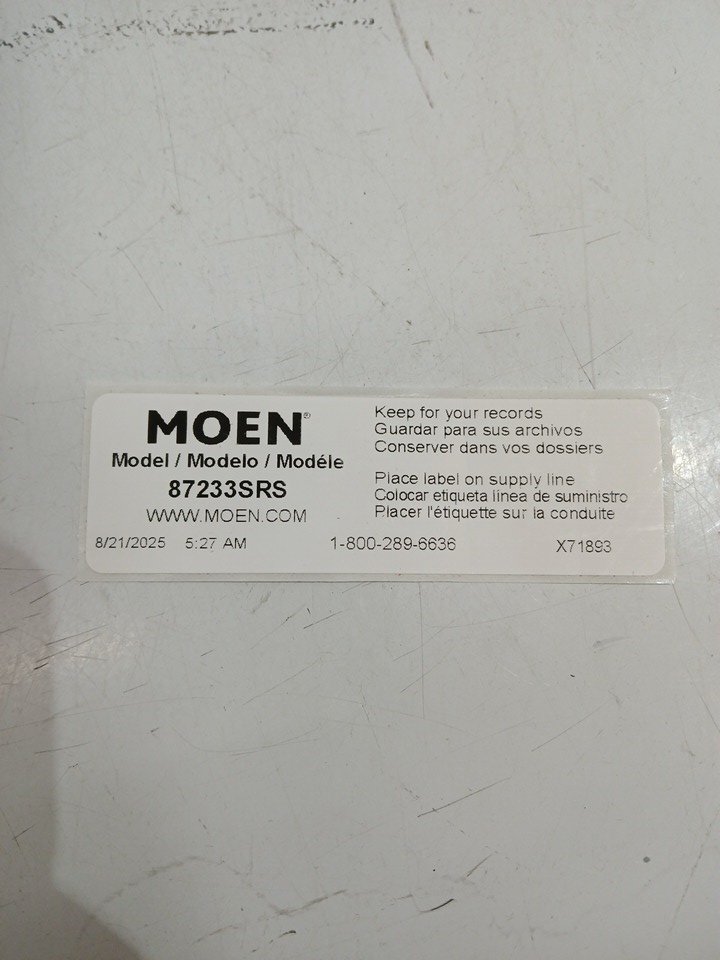 MOEN®
Model / Modelo / Modéle
87233SRS
WWW.MOEN.COM
Keep for your records
Guardar para sus archivos
Conserver dans vos dossiers
Place label on supply line
Colocar etiqueta linea de suministro
Placer l'étiquette sur la conduite
8/21/2025 5:27 AM 1-800-289-6636 X71893